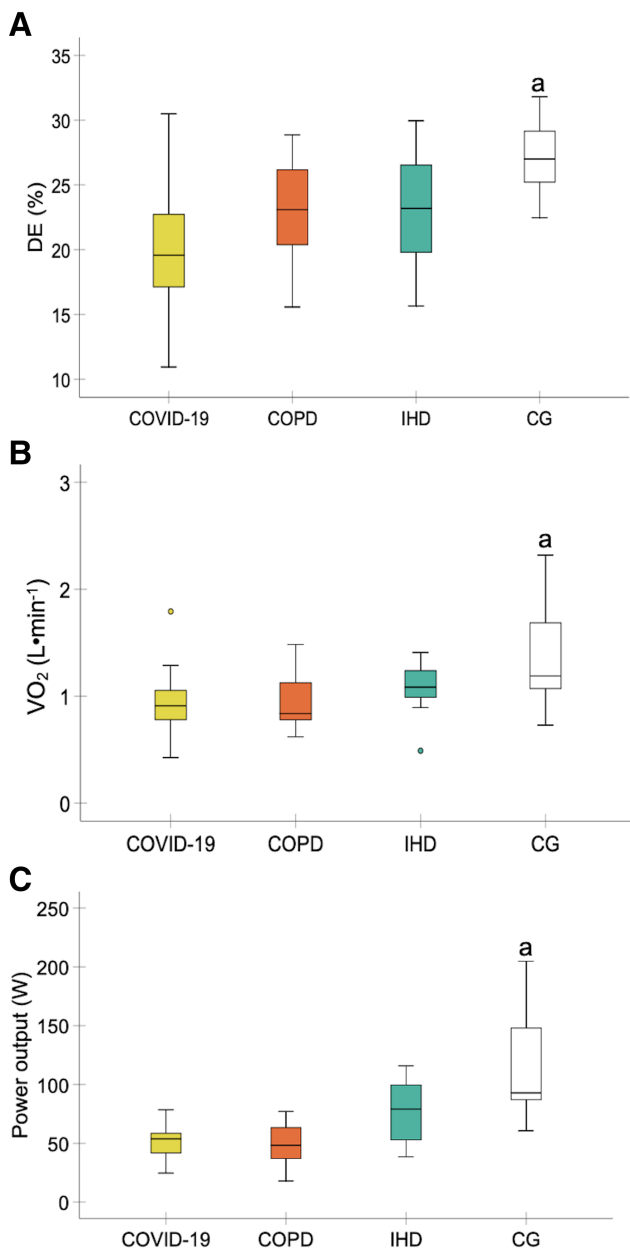 A
a
35
30
25
20
15
10
DE (%)
COVID-19 COPD IHD CG
B
a
3
2
1
0
VO₂ (L•min⁻¹)
COVID-19 COPD IHD CG
C
a
250
200
150
100
50
0
Power output (W)
COVID-19 COPD IHD CG